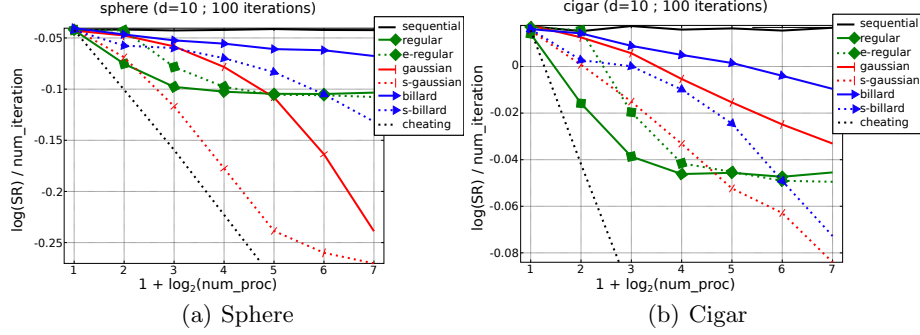 sphere (d=10 ; 100 iterations)
log(SR) / num_iteration
-0.05
-0.1
-0.15
-0.2
-0.25
1 2 3 4 5 6 7
1 + log2(num_proc)
sequential
regular
e-regular
gaussian
s-gaussian
billard
s-billard
cheating
(a) Sphere
cigar (d=10 ; 100 iterations)
log(SR) / num_iteration
0
-0.02
-0.04
-0.06
-0.08
1 2 3 4 5 6 7
1 + log2(num_proc)
sequential
regular
e-regular
gaussian
s-gaussian
billard
s-billard
cheating
(b) Cigar